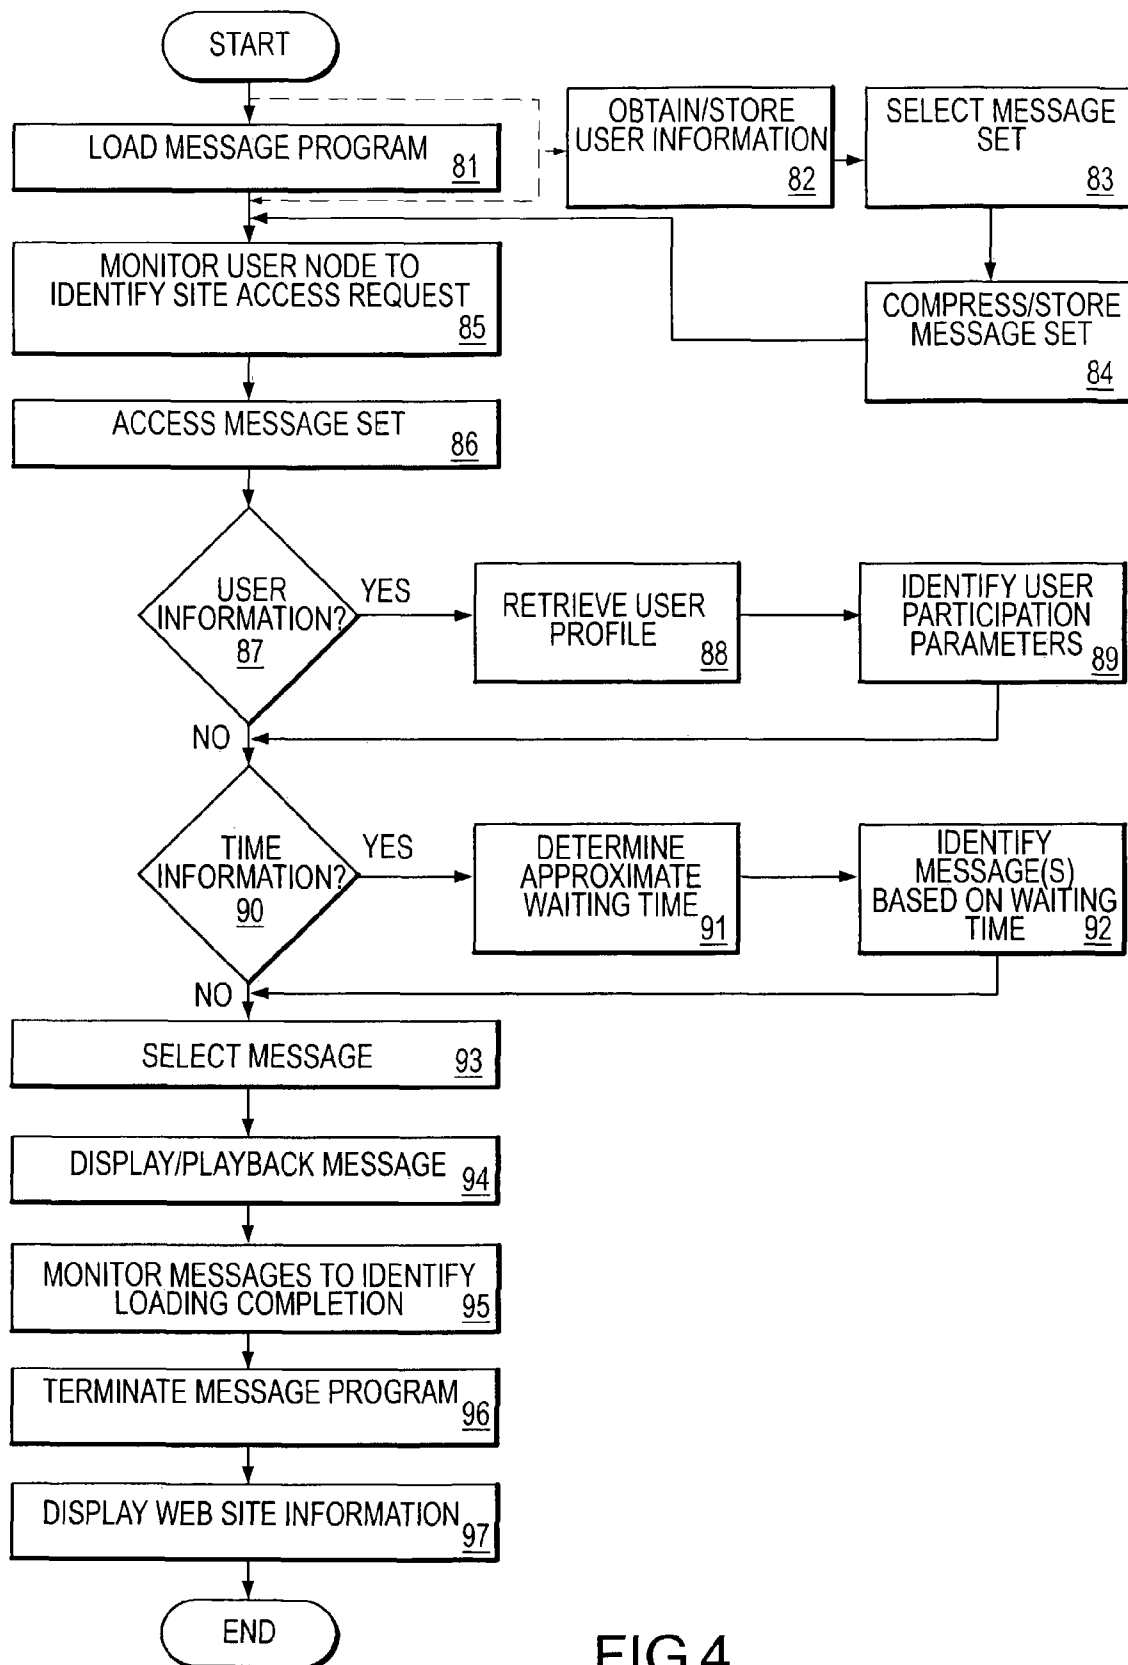 START
LOAD MESSAGE PROGRAM
81
OBTAIN/STORE
USER INFORMATION
82
SELECT MESSAGE
SET
83
COMPRESS/STORE
MESSAGE SET
84
MONITOR USER NODE TO
IDENTIFY SITE ACCESS REQUEST
85
ACCESS MESSAGE SET
86
USER
INFORMATION?
87
YES
RETRIEVE USER
PROFILE
88
IDENTIFY USER
PARTICIPATION
PARAMETERS
89
NO
TIME
INFORMATION?
90
YES
DETERMINE
APPROXIMATE
WAITING TIME
91
IDENTIFY
MESSAGE(S)
BASED ON WAITING
TIME
92
NO
SELECT MESSAGE
93
DISPLAY/PLAYBACK MESSAGE
94
MONITOR MESSAGES TO IDENTIFY
LOADING COMPLETION
95
TERMINATE MESSAGE PROGRAM
96
DISPLAY WEB SITE INFORMATION
97
END
FIG.4